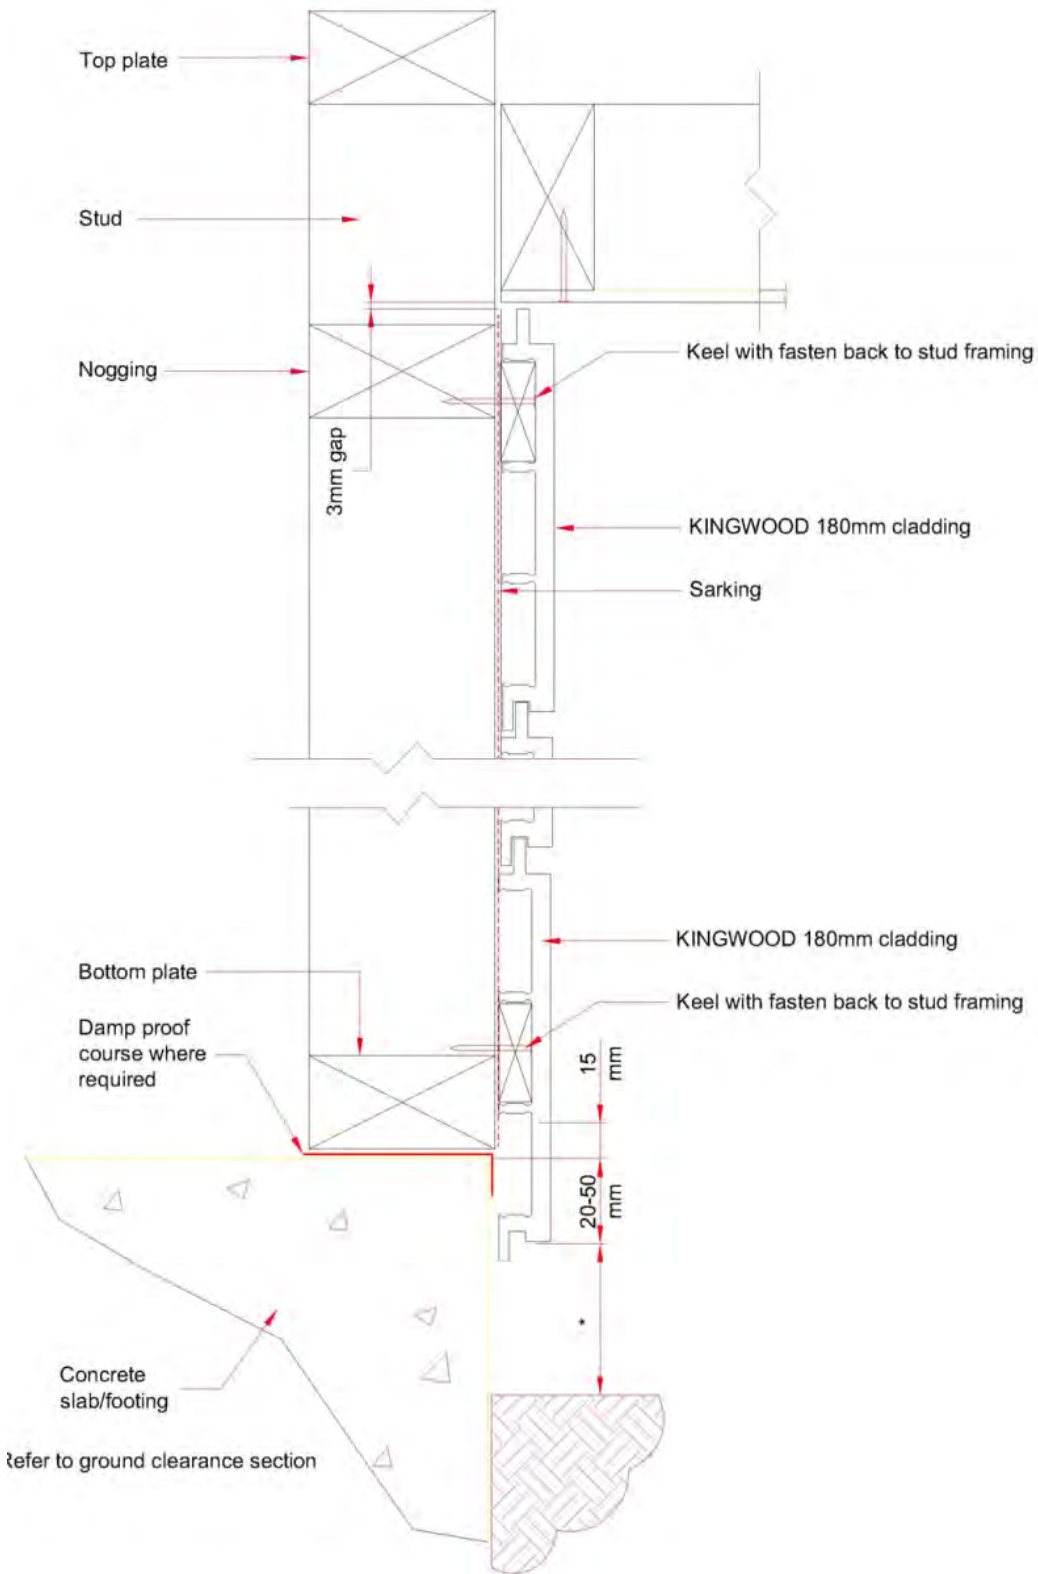 Top plate
Stud
Nogging
3mm gap
Keel with fasten back to stud framing
KINGWOOD 180mm cladding
Sarking
KINGWOOD 180mm cladding
Bottom plate
Keel with fasten back to stud framing
Damp proof
course where
required
15
mm
20-50
mm
*
Concrete
slab/footing
Refer to ground clearance section